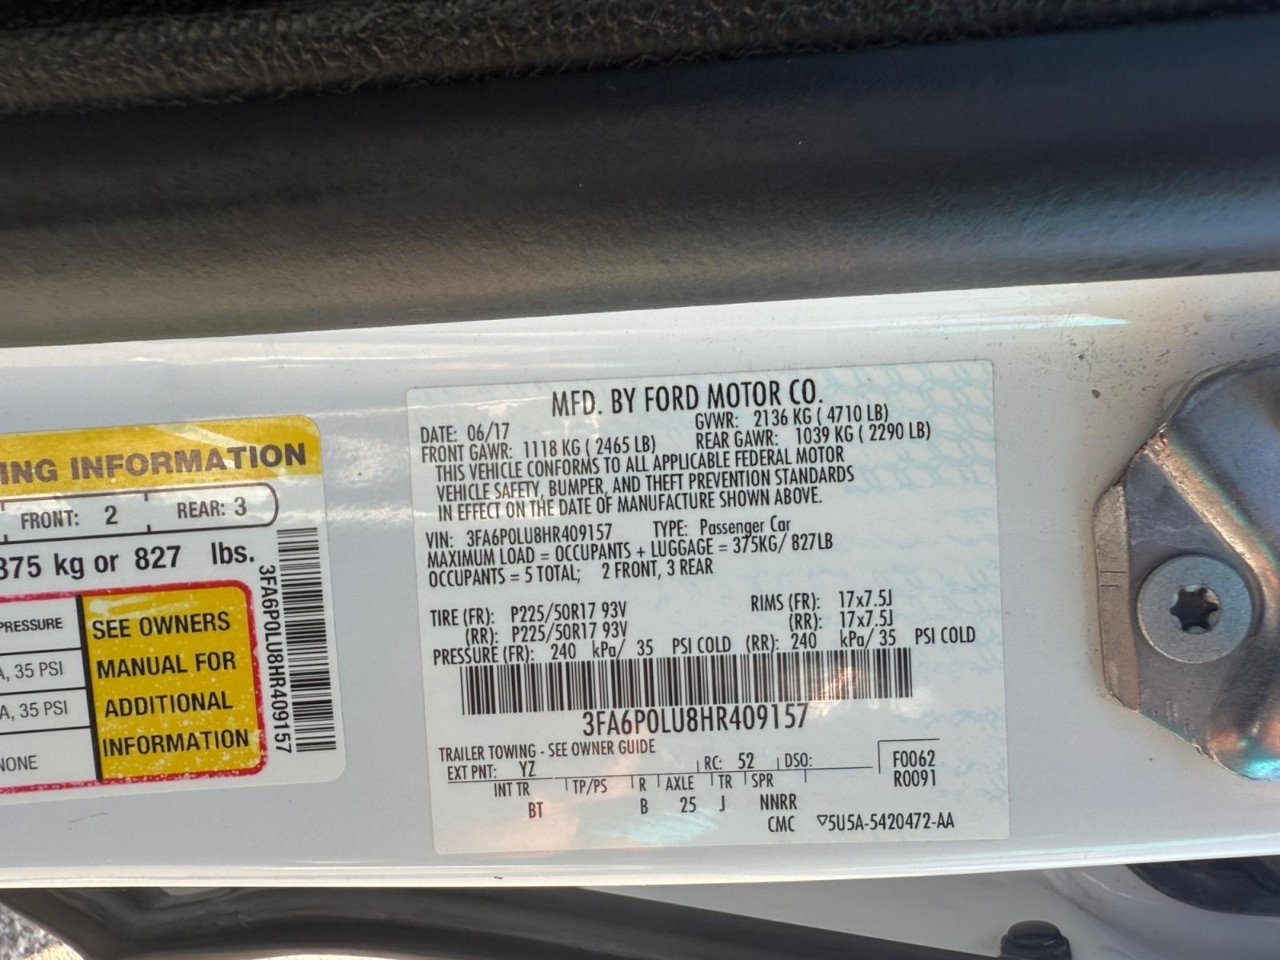 NG INFORMATION
FRONT: 2 REAR: 3
375 kg or 827 lbs.
PRESSURE
, 35 PSI
, 35 PSI
NONE
SEE OWNERS
MANUAL FOR
ADDITIONAL
INFORMATION
3FA6P0LU8HR409157
MFD. BY FORD MOTOR CO.
DATE: 06/17 GVWR: 2136 KG ( 4710 LB)
FRONT GAWR: 1118 KG ( 2465 LB) REAR GAWR: 1039 KG ( 2290 LB)
THIS VEHICLE CONFORMS TO ALL APPLICABLE FEDERAL MOTOR
VEHICLE SAFETY, BUMPER, AND THEFT PREVENTION STANDARDS
IN EFFECT ON THE DATE OF MANUFACTURE SHOWN ABOVE.
VIN: 3FA6P0LU8HR409157 TYPE: Passenger Car
MAXIMUM LOAD = OCCUPANTS + LUGGAGE = 375KG/ 827LB
OCCUPANTS = 5 TOTAL; 2 FRONT, 3 REAR
TIRE (FR): P225/50R17 93V RIMS (FR): 17x7.5J
(RR): P225/50R17 93V (RR): 17x7.5J
PRESSURE (FR): 240 kPa/ 35 PSI COLD (RR): 240 kPa/ 35 PSI COLD
3FA6P0LU8HR409157
TRAILER TOWING - SEE OWNER GUIDE
EXT PNT: YZ RC: 52 DSO: F0062
INT TR TP/PS R AXLE TR SPR R0091
BT B 25 J NNRR
CMC ▽5U5A-5420472-AA